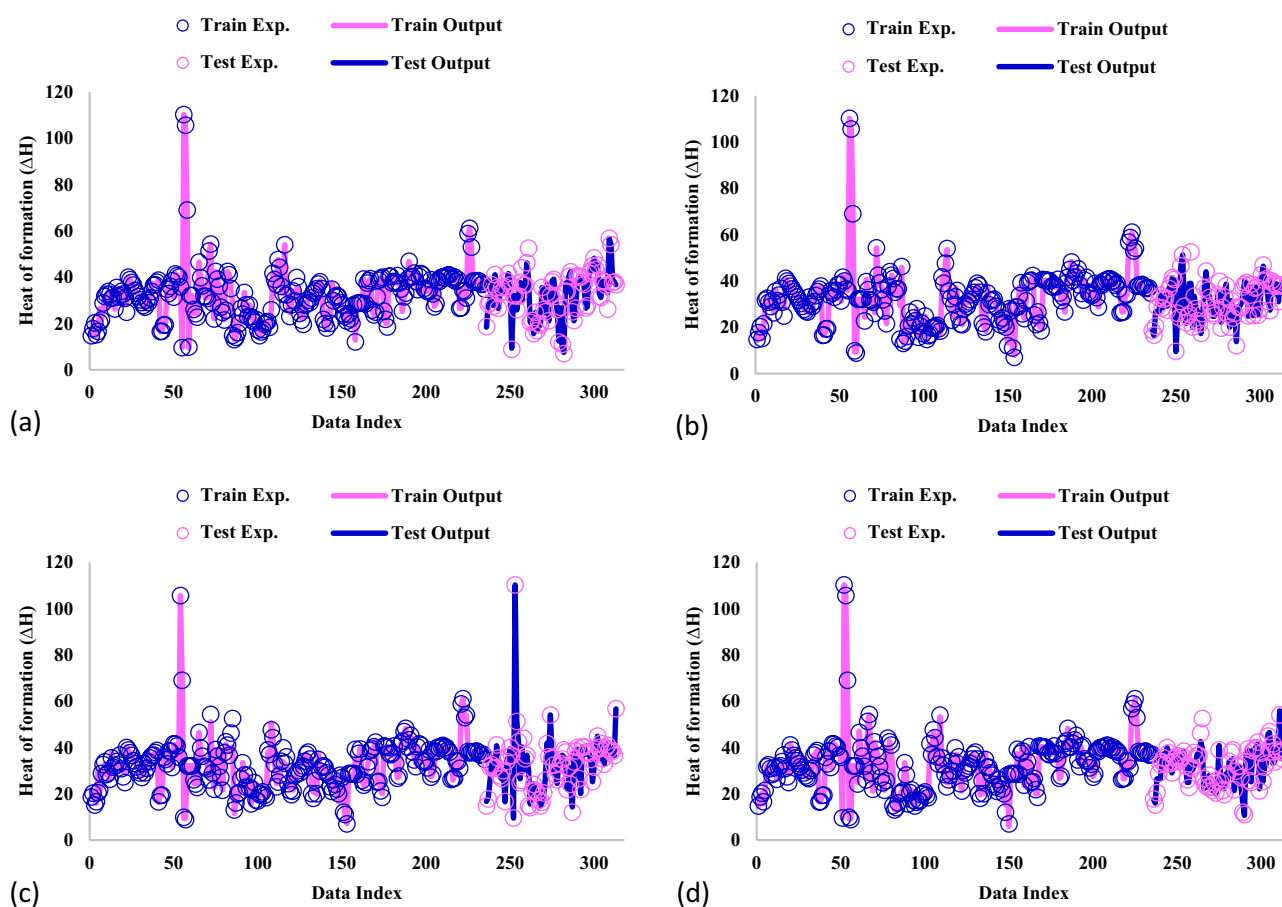 Train Exp. Train Output
Test Exp. Test Output
Heat of formation (ΔH)
120
100
80
60
40
20
0
0 50 100 150 200 250 300
Data Index
(a)
Train Exp. Train Output
Test Exp. Test Output
Heat of formation (ΔH)
120
100
80
60
40
20
0
0 50 100 150 200 250 300
Data Index
(b)
Train Exp. Train Output
Test Exp. Test Output
Heat of formation (ΔH)
120
100
80
60
40
20
0
0 50 100 150 200 250 300
Data Index
(c)
Train Exp. Train Output
Test Exp. Test Output
Heat of formation (ΔH)
120
100
80
60
40
20
0
0 50 100 150 200 250 300
Data Index
(d)